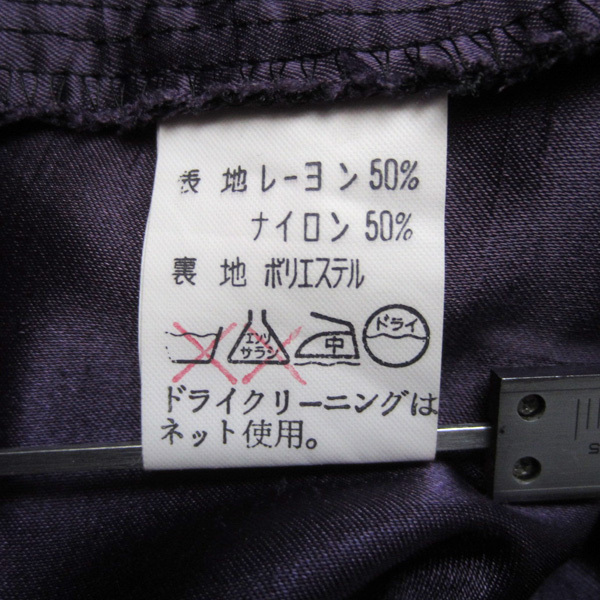 表地 レーヨン 50%
ナイロン 50%
裏地 ポリエステル
エンソ
サラシ
中
ドライ
ドライクリーニングは
ネット使用。
5